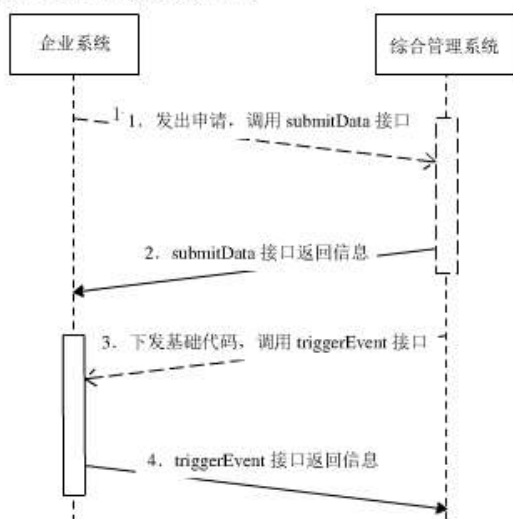 企业系统
综合管理系统
1
1．发出申请，调用 submitData 接口
2．submitData 接口返回信息
3．下发基础代码，调用 triggerEvent 接口
4．triggerEvent 接口返回信息